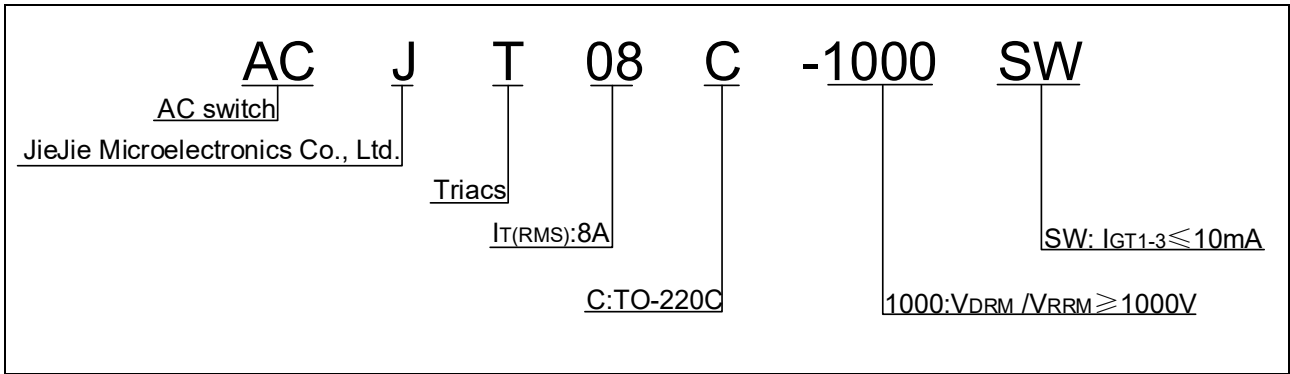 AC J T 08 C -1000 SW
AC switch
JieJie Microelectronics Co., Ltd.
Triacs
IT(RMS):8A
SW: IGT1-3≤10mA
C:TO-220C
1000:VDRM /VRRM≥1000V